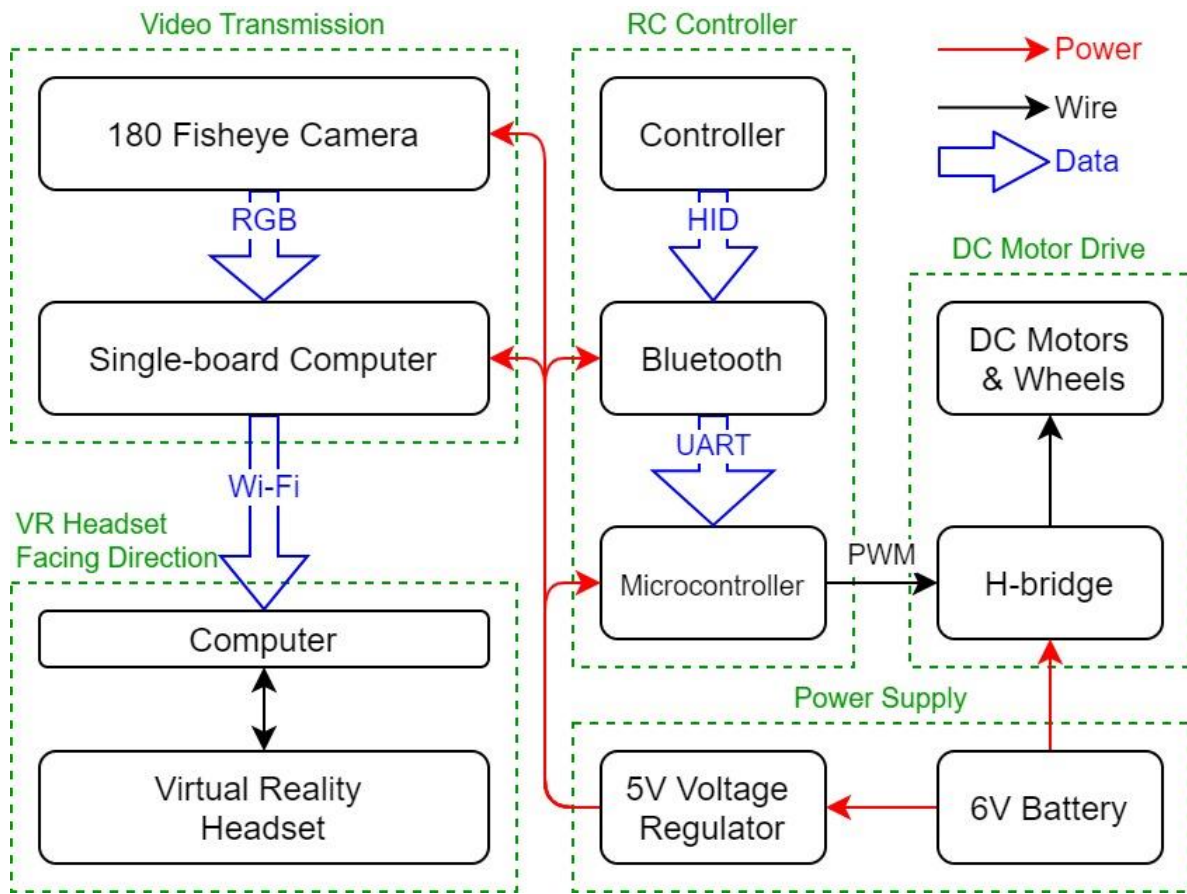 Video Transmission
180 Fisheye Camera
RGB
Single-board Computer
Wi-Fi
VR Headset
Facing Direction
Computer
Virtual Reality
Headset
RC Controller
Controller
HID
Bluetooth
UART
Microcontroller
PWM
Power
Wire
Data
DC Motor Drive
DC Motors
& Wheels
H-bridge
Power Supply
5V Voltage
Regulator
6V Battery